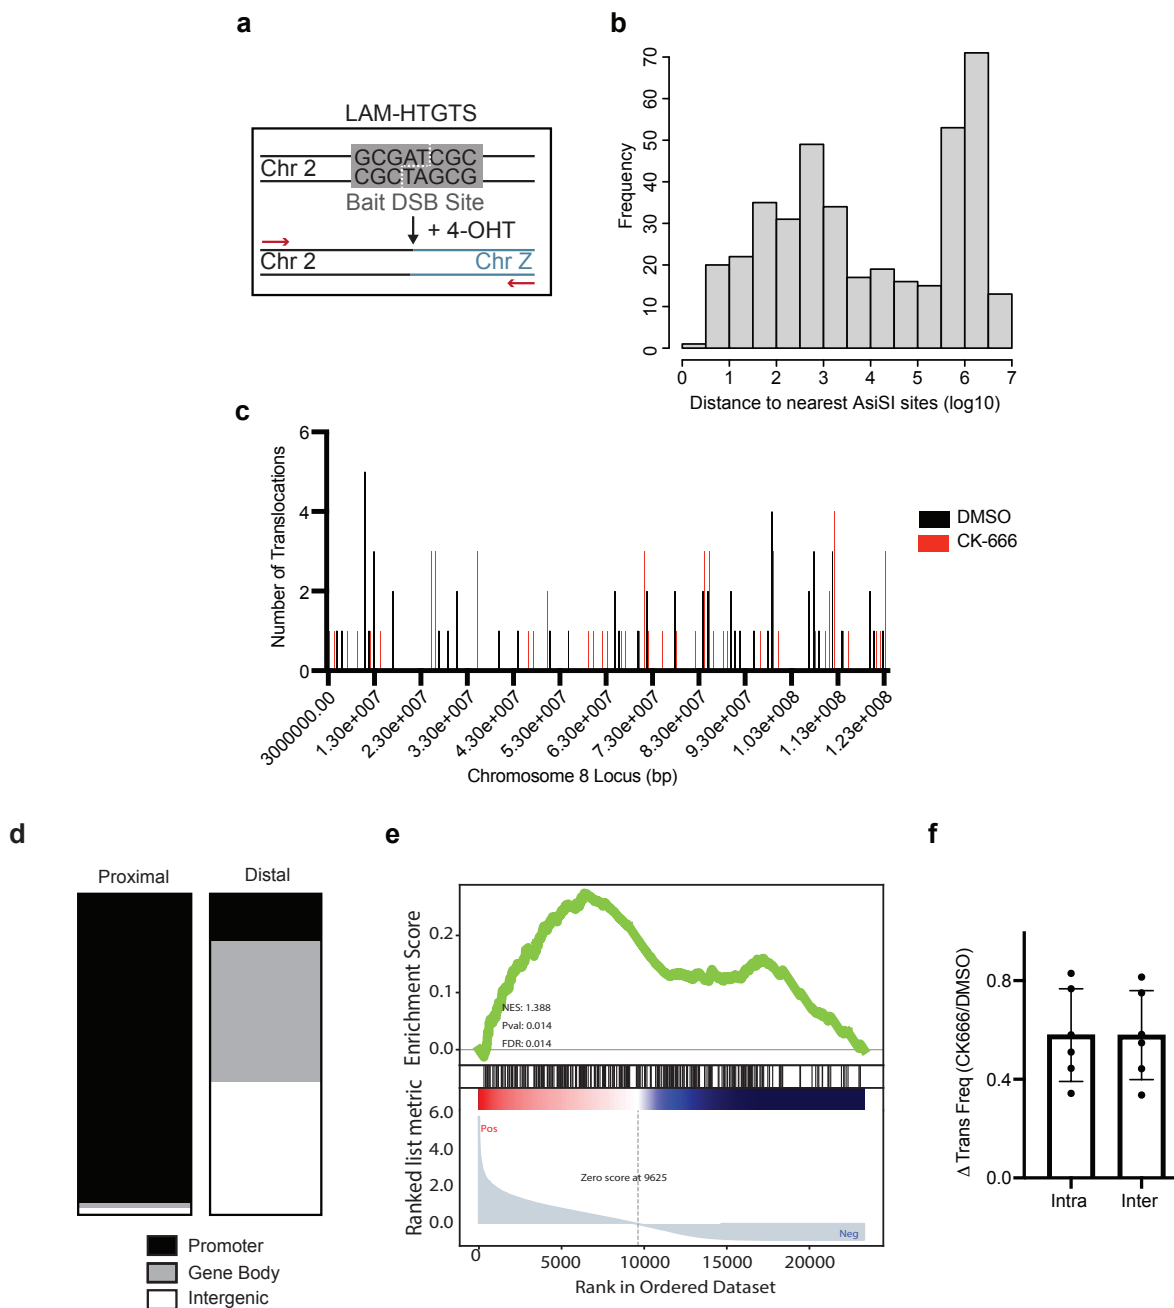 a
LAM-HTGTS
Chr 2
GCGATCGC
CGCTAGCG
Bait DSB Site
+ 4-OHT
Chr 2
Chr Z
b
Frequency
70
60
50
40
30
20
10
0
0 1 2 3 4 5 6 7
Distance to nearest AsiSI sites (log10)
c
Number of Translocations
6
4
2
0
3000000.00
1.30e+007
2.30e+007
3.30e+007
4.30e+007
5.30e+007
6.30e+007
7.30e+007
8.30e+007
9.30e+007
1.03e+008
1.13e+008
1.23e+008
Chromosome 8 Locus (bp)
DMSO
CK-666
d
Proximal
Distal
Promoter
Gene Body
Intergenic
e
Enrichment Score
0.2
0.1
0.0
NES: 1.388
Pval: 0.014
FDR: 0.014
Ranked list metric
6.0
4.0
2.0
0.0
Pos
Zero score at 9625
Neg
0 5000 10000 15000 20000
Rank in Ordered Dataset
f
Δ Trans Freq (CK666/DMSO)
0.8
0.4
0.0
Intra
Inter